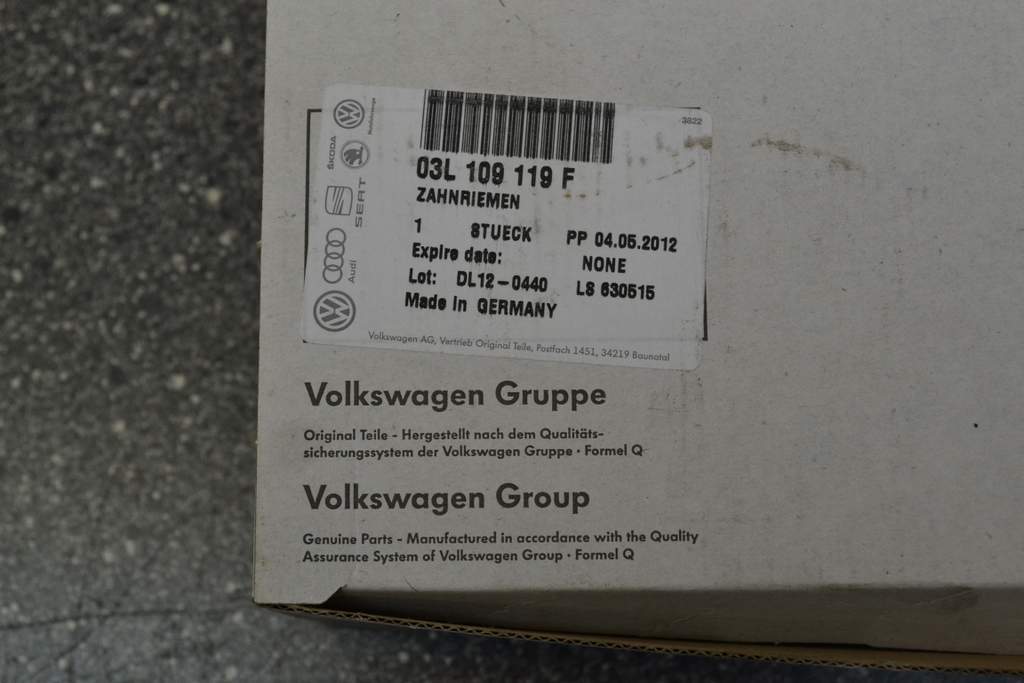 3822
ŠKODA
SEAT
Audi
03L 109 119 F
ZAHNRIEMEN
1 STUECK PP 04.05.2012
Expire date: NONE
Lot: DL12-0440 LS 630515
Made in GERMANY
Volkswagen AG, Vertrieb Original Teile, Postfach 1451, 34219 Baunatal
Volkswagen Gruppe
Original Teile - Hergestellt nach dem Qualitäts-
sicherungssystem der Volkswagen Gruppe · Formel Q
Volkswagen Group
Genuine Parts - Manufactured in accordance with the Quality
Assurance System of Volkswagen Group · Formel Q